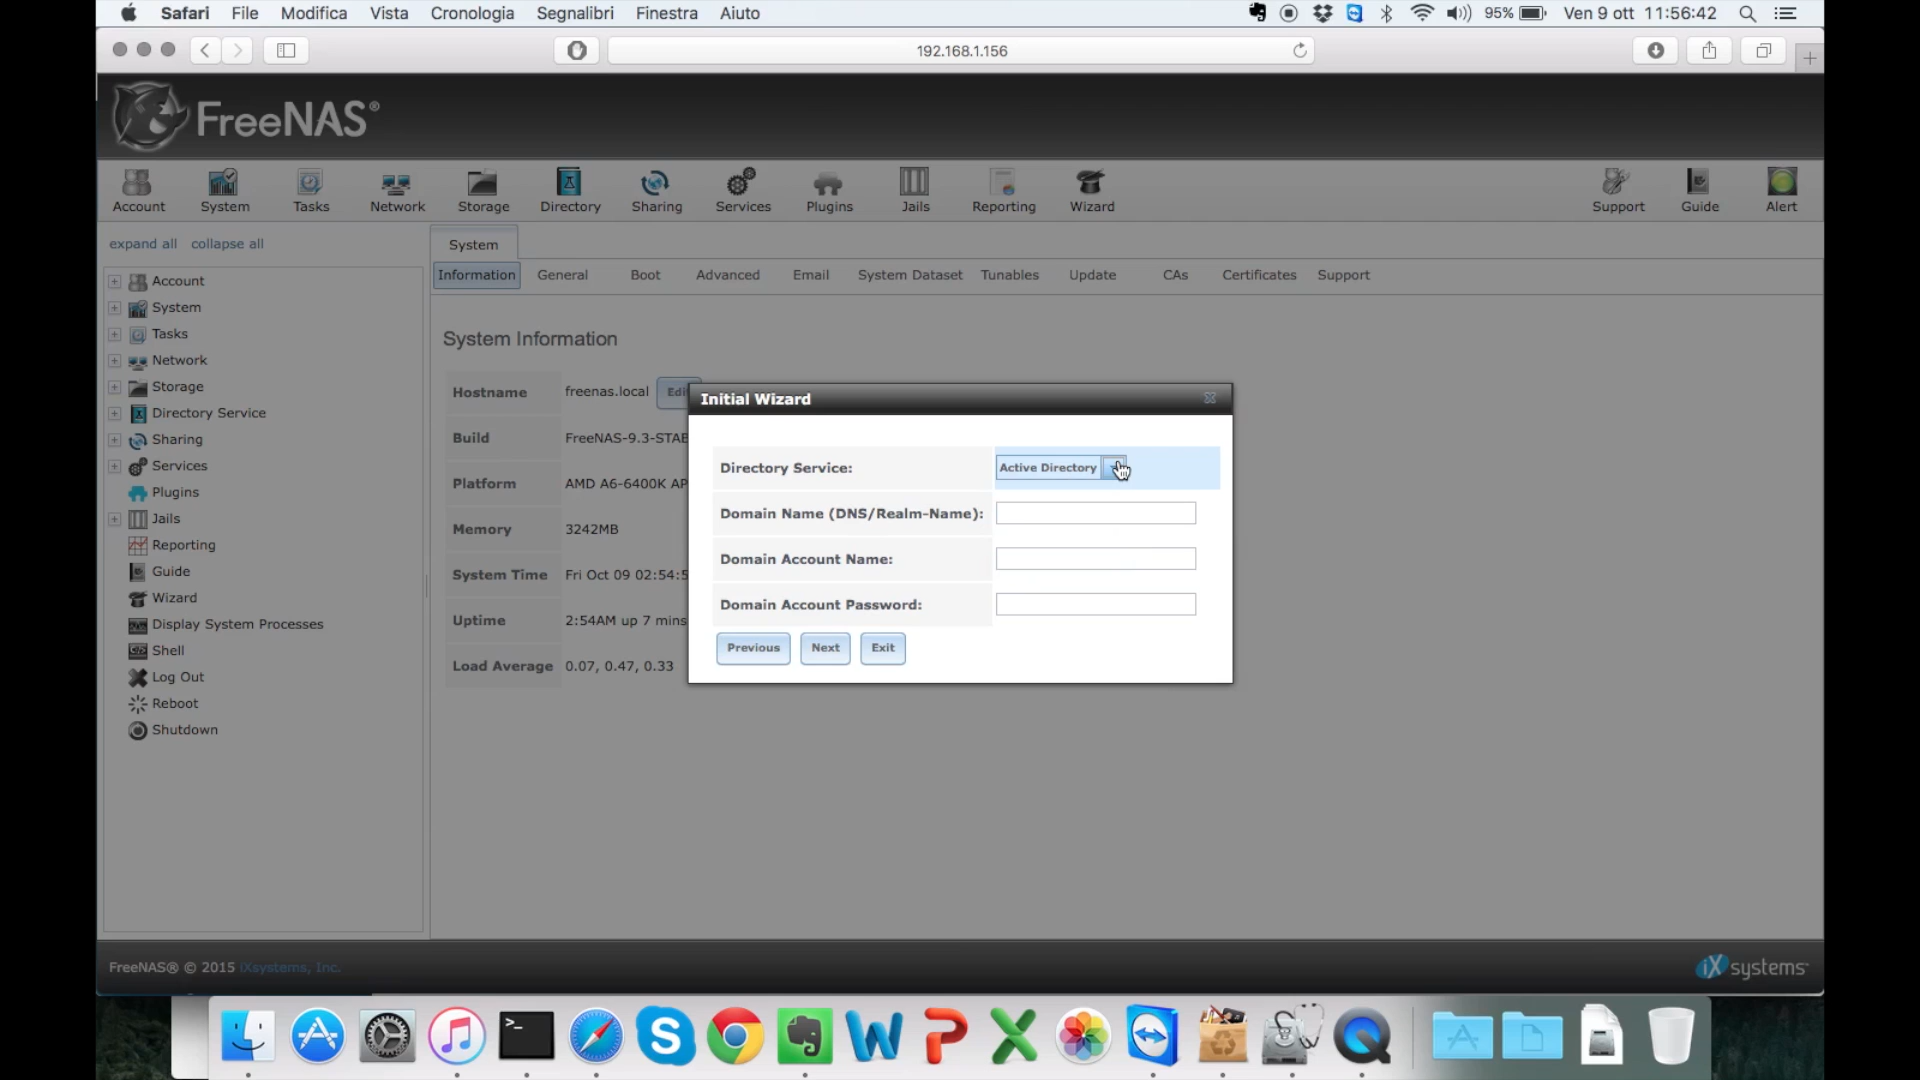 Safari File Modifica Vista Cronologia Segnalibri Finestra Aiuto 95% Ven 9 ott 11:56:42
192.168.1.156
FreeNAS®
Account System Tasks Network Storage Directory Sharing Services Plugins Jails Reporting Wizard Support Guide Alert
expand all collapse all
System
Information General Boot Advanced Email System Dataset Tunables Update CAs Certificates Support
Account
System
Tasks
Network
Storage
Directory Service
Sharing
Services
Plugins
Jails
Reporting
Guide
Wizard
Display System Processes
Shell
Log Out
Reboot
Shutdown
System Information
Hostname freenas.local
Build FreeNAS-9.3-STAB
Platform AMD A6-6400K AP
Memory 3242MB
System Time Fri Oct 09 02:54:5
Uptime 2:54AM up 7 mins
Load Average 0.07, 0.47, 0.33
Initial Wizard
Directory Service: Active Directory
Domain Name (DNS/Realm-Name):
Domain Account Name:
Domain Account Password:
Previous Next Exit
FreeNAS® © 2015 iXsystems, Inc.
iXsystems